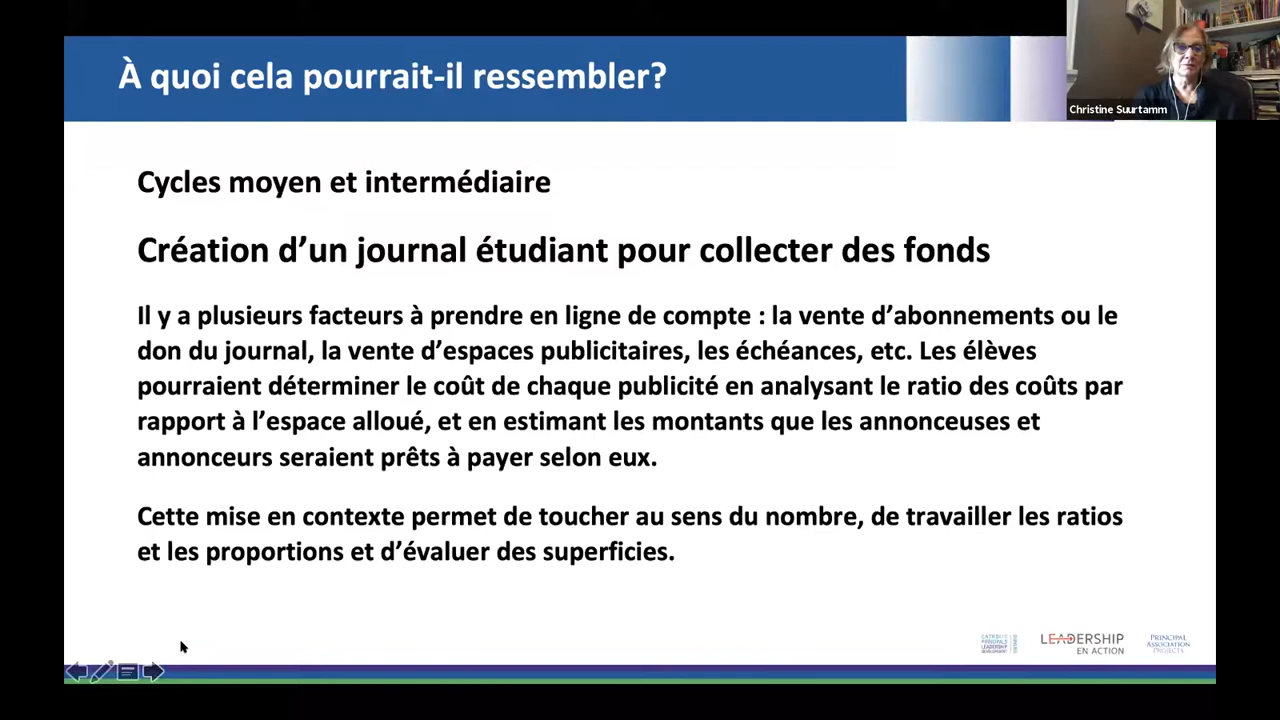 À quoi cela pourrait-il ressembler?
Christine Suurtamm
Cycles moyen et intermédiaire
Création d’un journal étudiant pour collecter des fonds
Il y a plusieurs facteurs à prendre en ligne de compte : la vente d’abonnements ou le
don du journal, la vente d’espaces publicitaires, les échéances, etc. Les élèves
pourraient déterminer le coût de chaque publicité en analysant le ratio des coûts par
rapport à l’espace alloué, et en estimant les montants que les annonceuses et
annonceurs seraient prêts à payer selon eux.
Cette mise en contexte permet de toucher au sens du nombre, de travailler les ratios
et les proportions et d’évaluer des superficies.
CATHOLIC
PRINCIPALS
LEADERSHIP
DEVELOPMENT
ONTARIO
LEADERSHIP
EN ACTION
PRINCIPAL
ASSOCIATION
PROJECTS